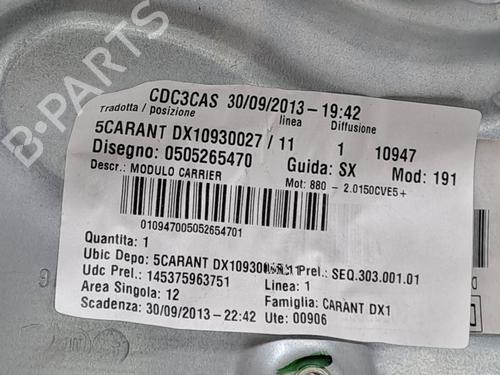 CDC3CAS 30/09/2013-19:42
Tradotta / posizione linea Diffusione
5CARANT DX10930027 / 11 1 10947
Disegno: 0505265470 Guida: SX Mod: 191
Descr.: MODULO CARRIER Mot: 880 - 2.0150CVE5+
010947005052654701
Quantita: 1
Ubic Depo: 5CARANT Prel.: SEQ.303.001.01
Udc Prel.: 145375963751 Linea: 1
Area Singola: 12 Famiglia: CARANT DX1
Scadenza: 30/09/2013-22:42 Ute: 00906
B-PARTS